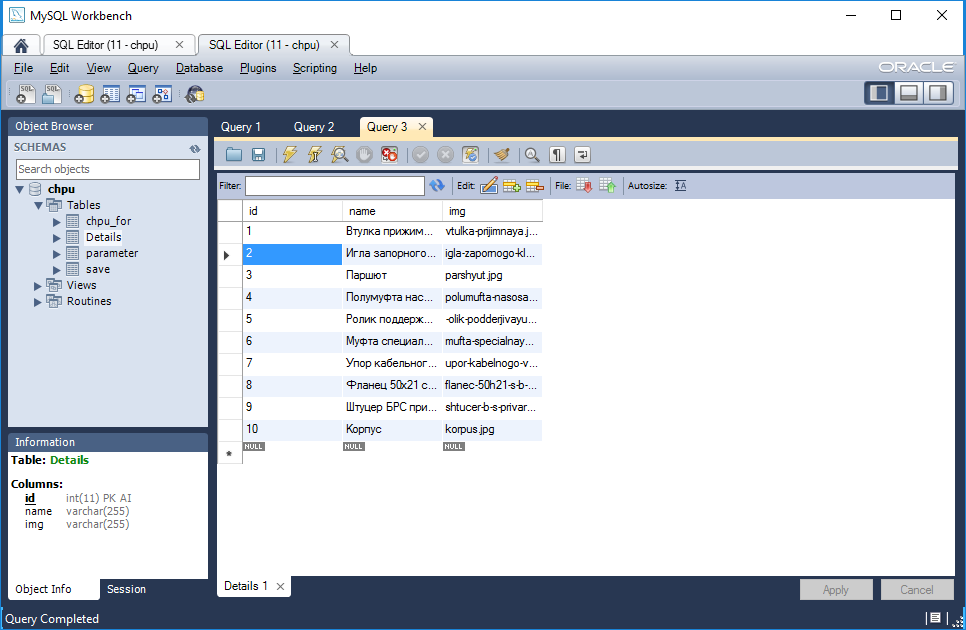 MySQL Workbench
SQL Editor (11 - chpu)
SQL Editor (11 - chpu)
File Edit View Query Database Plugins Scripting Help
ORACLE
SQL SQL
Object Browser
SCHEMAS
Search objects
chpu
Tables
chpu_for
Details
parameter
save
Views
Routines
Information
Table: Details
Columns:
id int(11) PK AI
name varchar(255)
img varchar(255)
Object Info Session
Query 1 Query 2 Query 3
Filter: Edit: File: Autosize:
id name img
1 Втулка прижим... vtulka-prijimnaya.j...
2 Игла запорного... igla-zapornogo-kl...
3 Паршют parshyut.jpg
4 Полумуфта нас... polumufta-nasosa...
5 Ролик поддерж... -olik-podderjivayu...
6 Муфта специал... mufta-specialnay...
7 Упор кабельног... upor-kabelnogo-v...
8 Фланец 50x21 с... flanec-50h21-s-b-...
9 Штуцер БРС при... shtucer-b-s-privar...
10 Корпус korpus.jpg
* NULL NULL NULL
Details 1
Apply Cancel
Query Completed